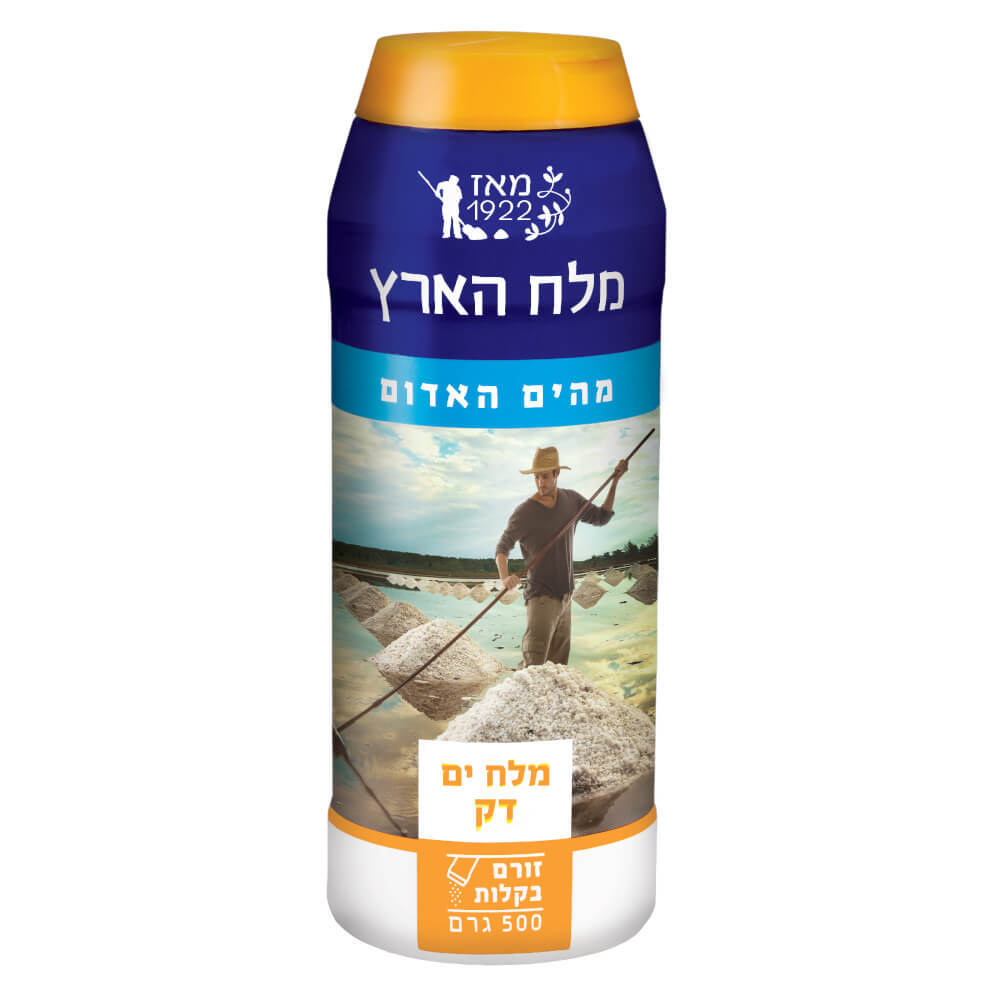 מאז
1922
מלח הארץ
מהים האדום
מלח ים
דק
זורם
בקלות
500 גרם